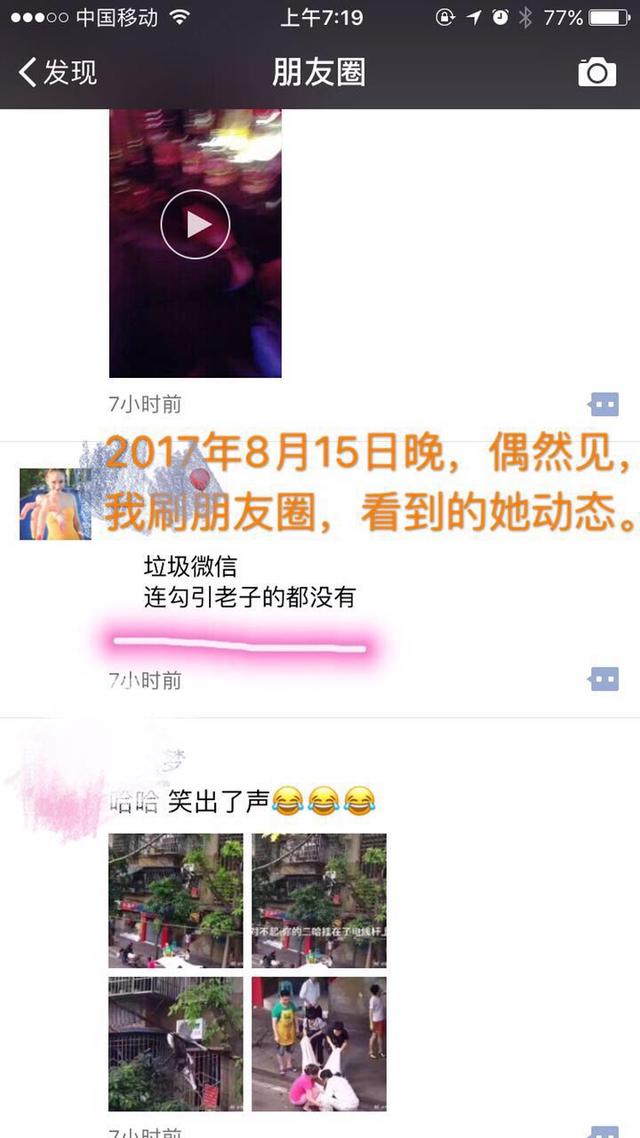 中国移动
上午7:19
77%
发现
朋友圈
7小时前
2017年8月15日晚，偶然见，
我刷朋友圈，看到的她动态。
垃圾微信
连勾引老子的都没有
7小时前
梦
哈哈 笑出了声😂😂😂
对不起 你的二哈挂在了电线杆上
7小时前